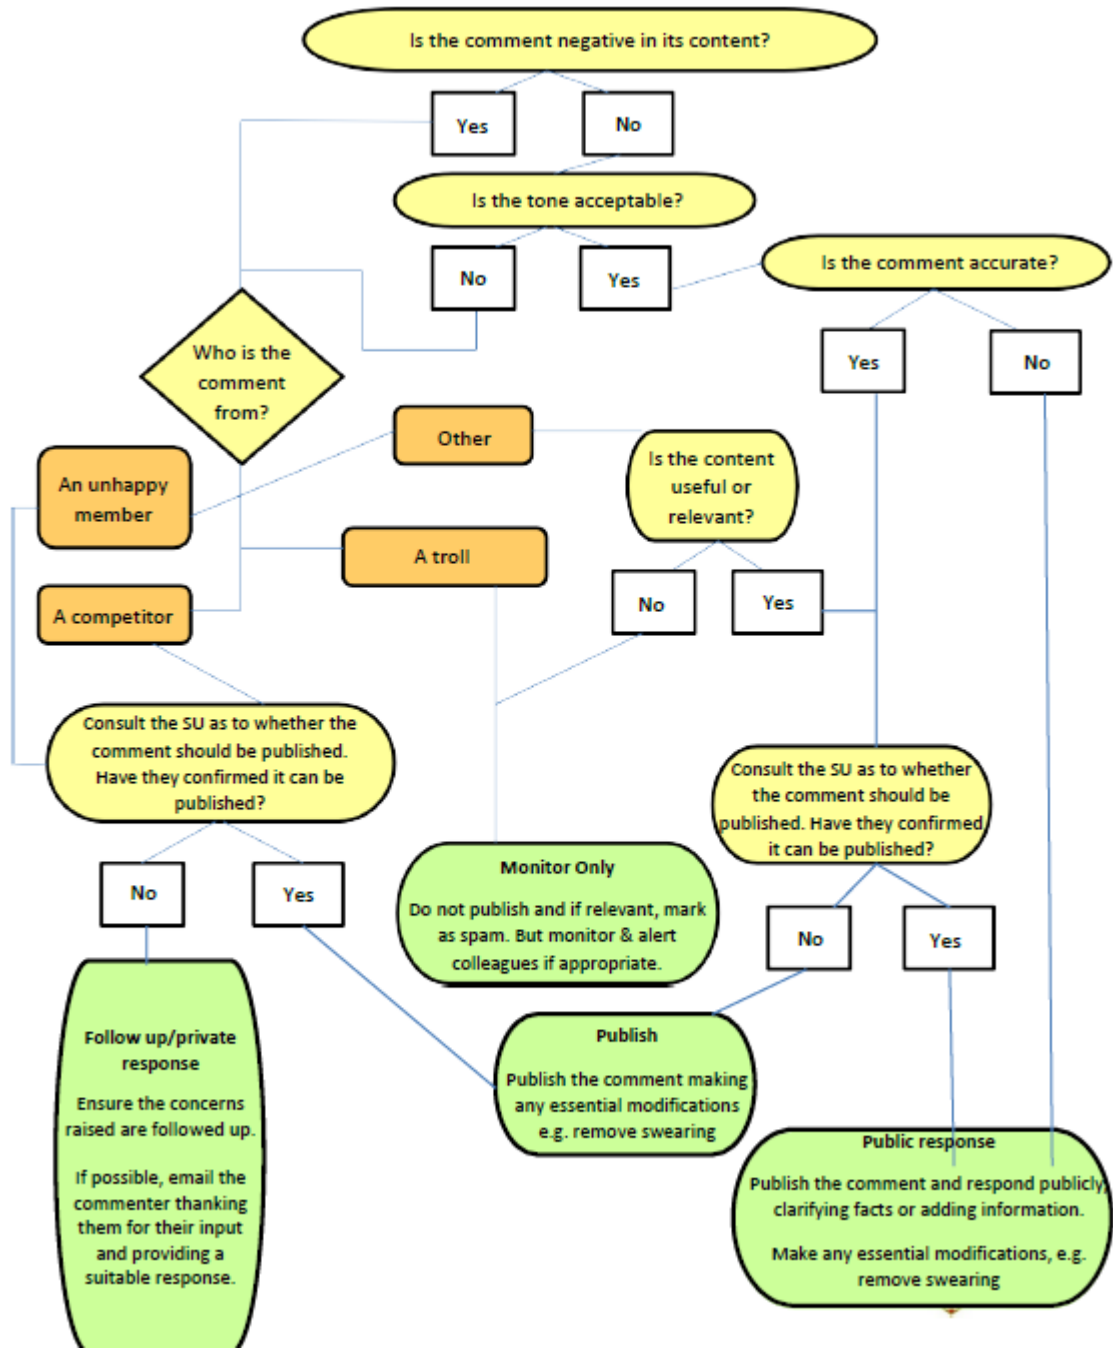 Is the comment negative in its content?
Yes
No
Is the tone acceptable?
No
Yes
Is the comment accurate?
Yes
No
Who is the
comment
from?
Other
An unhappy
member
Is the content
useful or
relevant?
A troll
A competitor
No
Yes
Consult the SU as to whether the
comment should be published.
Have they confirmed it can be
published?
Consult the SU as to whether
the comment should be
published. Have they confirmed
it can be published?
No
Yes
Monitor Only
Do not publish and if relevant, mark
as spam. But monitor & alert
colleagues if appropriate.
No
Yes
Follow up/private
response
Ensure the concerns
raised are followed up.
If possible, email the
commenter thanking
them for their input
and providing a
suitable response.
Publish
Publish the comment making
any essential modifications
e.g. remove swearing
Public response
Publish the comment and respond publicly,
clarifying facts or adding information.
Make any essential modifications, e.g.
remove swearing